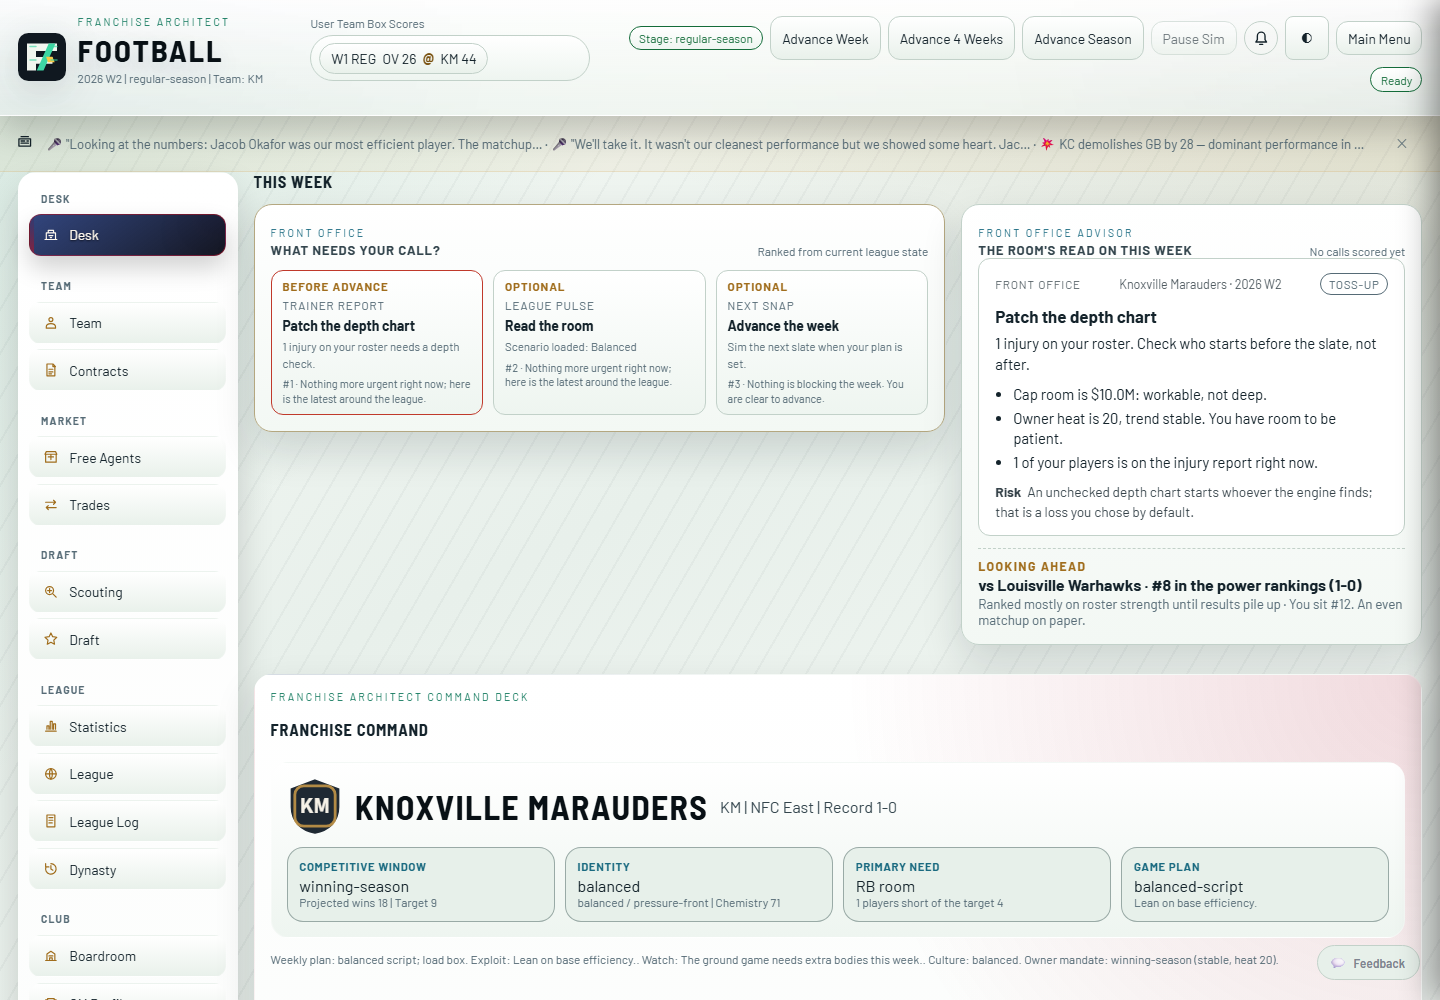 FRANCHISE ARCHITECT
FOOTBALL
2026 W2 | regular-season | Team: KM
User Team Box Scores
W1 REG OV 26 @ KM 44
Stage: regular-season
Advance Week
Advance 4 Weeks
Advance Season
Pause Sim
Main Menu
Ready
"Looking at the numbers: Jacob Okafor was our most efficient player. The matchup... · "We'll take it. It wasn't our cleanest performance but we showed some heart. Jac... · KC demolishes GB by 28 — dominant performance in ...
DESK
Desk
TEAM
Team
Contracts
MARKET
Free Agents
Trades
DRAFT
Scouting
Draft
LEAGUE
Statistics
League
League Log
Dynasty
CLUB
Boardroom
THIS WEEK
FRONT OFFICE
WHAT NEEDS YOUR CALL?
Ranked from current league state
BEFORE ADVANCE
TRAINER REPORT
Patch the depth chart
1 injury on your roster needs a depth
check.
#1 · Nothing more urgent right now; here
is the latest around the league.
OPTIONAL
LEAGUE PULSE
Read the room
Scenario loaded: Balanced
#2 · Nothing more urgent right now;
here is the latest around the league.
OPTIONAL
NEXT SNAP
Advance the week
Sim the next slate when your plan is
set.
#3 · Nothing is blocking the week. You
are clear to advance.
FRONT OFFICE ADVISOR
THE ROOM'S READ ON THIS WEEK
No calls scored yet
FRONT OFFICE
Knoxville Marauders · 2026 W2
TOSS-UP
Patch the depth chart
1 injury on your roster. Check who starts before the slate, not
after.
• Cap room is $10.0M: workable, not deep.
• Owner heat is 20, trend stable. You have room to be
patient.
• 1 of your players is on the injury report right now.
Risk An unchecked depth chart starts whoever the engine finds;
that is a loss you chose by default.
LOOKING AHEAD
vs Louisville Warhawks · #8 in the power rankings (1-0)
Ranked mostly on roster strength until results pile up · You sit #12. An even
matchup on paper.
FRANCHISE ARCHITECT COMMAND DECK
FRANCHISE COMMAND
KM
KNOXVILLE MARAUDERS
KM | NFC East | Record 1-0
COMPETITIVE WINDOW
winning-season
Projected wins 18 | Target 9
IDENTITY
balanced
balanced / pressure-front | Chemistry 71
PRIMARY NEED
RB room
1 players short of the target 4
GAME PLAN
balanced-script
Lean on base efficiency.
Weekly plan: balanced script; load box. Exploit: Lean on base efficiency.. Watch: The ground game needs extra bodies this week.. Culture: balanced. Owner mandate: winning-season (stable, heat 20).
Feedback